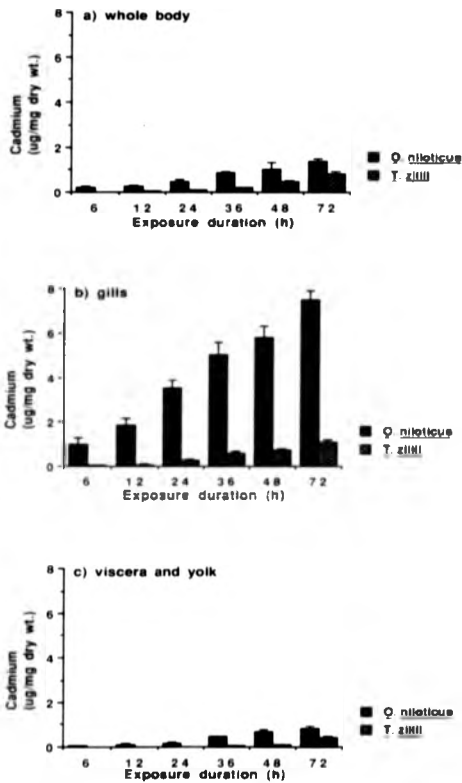 a) whole body
8
6
4
2
0
Cadmium
(ug/mg dry wt.)
6 12 24 36 48 72
Exposure duration (h)
O. niloticus
T. zillii
b) gills
8
6
4
2
0
Cadmium
(ug/mg dry wt.)
6 12 24 36 48 72
Exposure duration (h)
O. niloticus
T. zillii
c) viscera and yolk
8
6
4
2
0
Cadmium
(ug/mg dry wt.)
6 12 24 36 48 72
Exposure duration (h)
O. niloticus
T. zillii